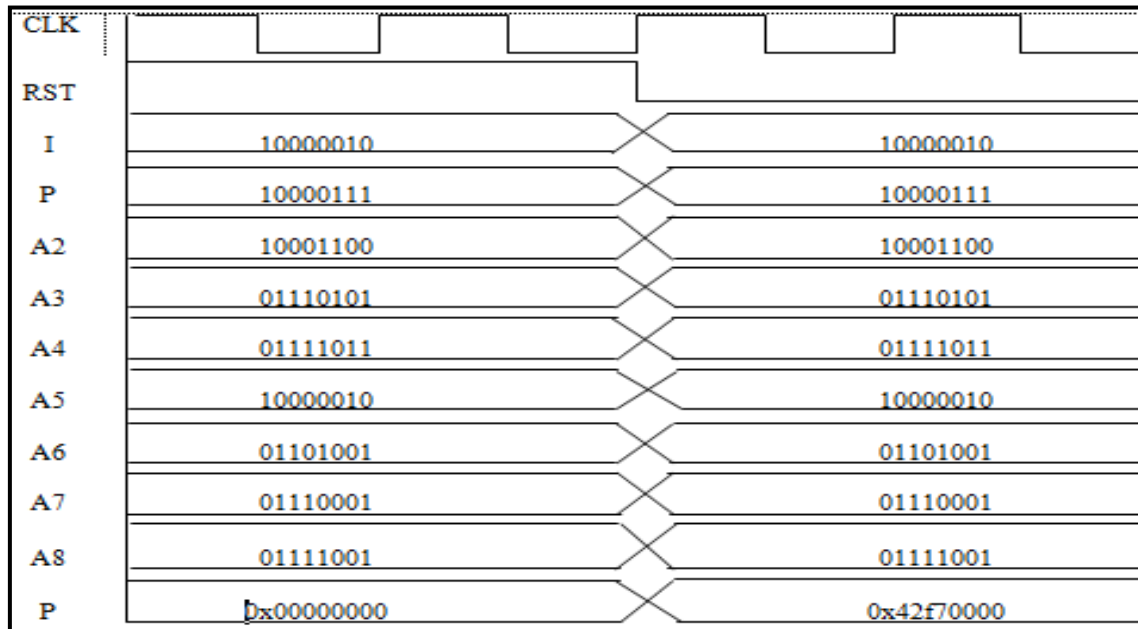 CLK
RST
I 10000010 10000010
P 10000111 10000111
A2 10001100 10001100
A3 01110101 01110101
A4 01111011 01111011
A5 10000010 10000010
A6 01101001 01101001
A7 01110001 01110001
A8 01111001 01111001
P 0x00000000 0x42f70000